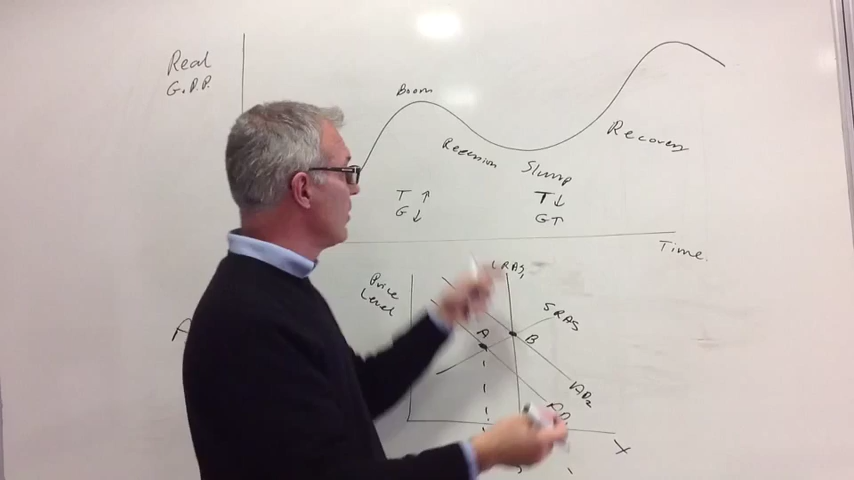 Real
G.D.P.
Boom
Recession
Slump
Recovery
T ↑
G ↓
T ↓
G ↑
Time.
Price
Level
LRAS,
SRAS
A
B
AD₂
Y